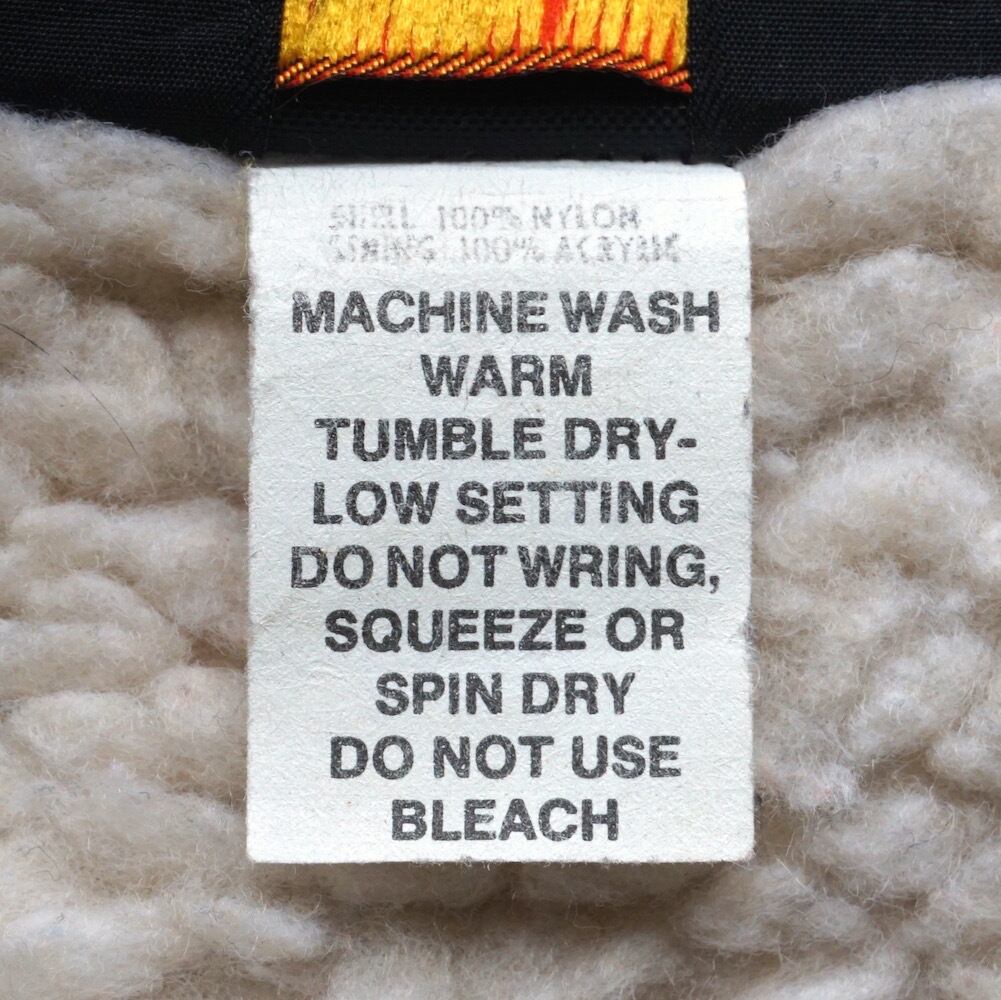 SHELL 100% NYLON
LINING 100% ACRYLIC
MACHINE WASH
WARM
TUMBLE DRY-
LOW SETTING
DO NOT WRING,
SQUEEZE OR
SPIN DRY
DO NOT USE
BLEACH